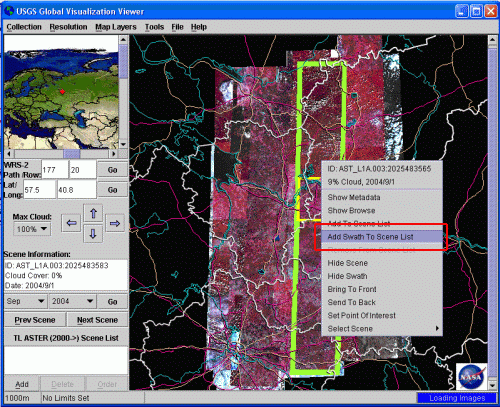 USGS Global Visualization Viewer
Collection Resolution Map Layers Tools File Help
WRS-2
Path /Row: 177 20 Go
Lat/
Long: 57.5 40.8 Go
Max Cloud:
100%
Scene Information:
ID: AST_L1A.003:2025483583
Cloud Cover: 0%
Date: 2004/9/1
Sep 2004 Go
Prev Scene Next Scene
TL ASTER (2000->) Scene List
Add Delete Order
1000m No Limits Set Loading Images
ID: AST_L1A.003:2025483565
9% Cloud, 2004/9/1
Show Metadata
Show Browse
Add To Scene List
Add Swath To Scene List
Hide Scene
Hide Swath
Bring To Front
Send To Back
Set Point Of Interest
Select Scene
NASA